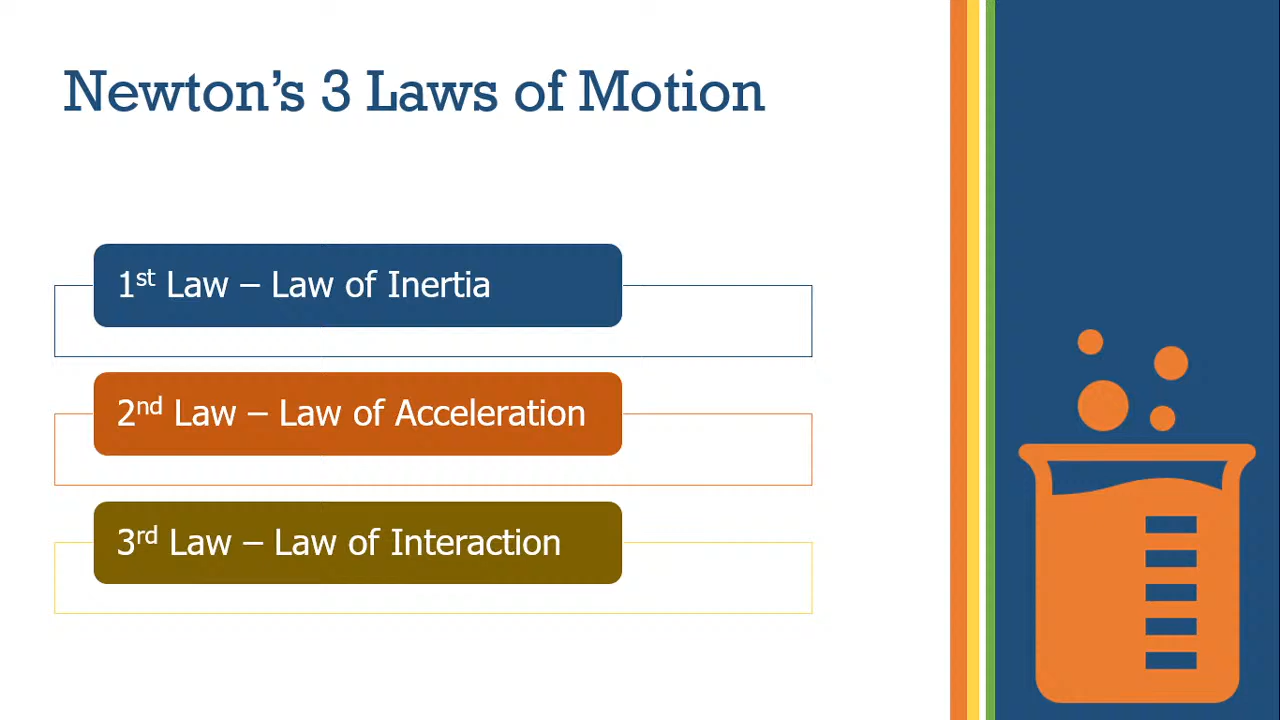 Newton’s 3 Laws of Motion
1st Law – Law of Inertia
2nd Law – Law of Acceleration
3rd Law – Law of Interaction